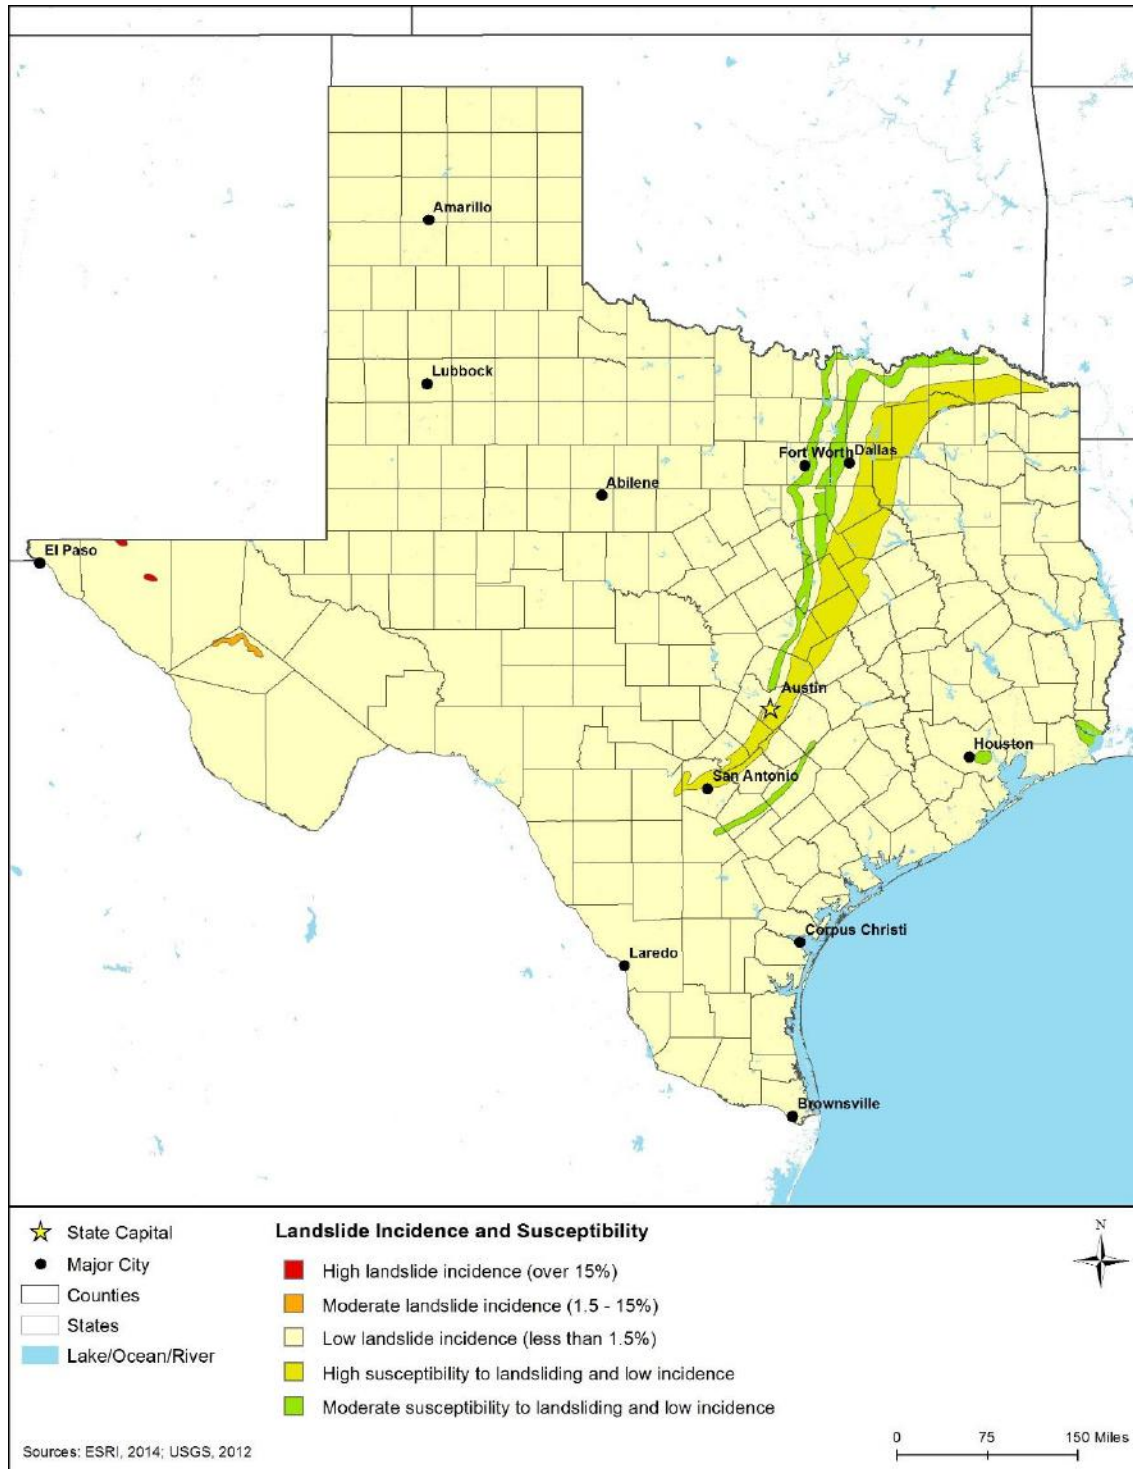 Amarillo
Lubbock
Fort Worth
Dallas
Abilene
El Paso
Austin
Houston
San Antonio
Corpus Christi
Laredo
Brownsville
State Capital
Major City
Counties
States
Lake/Ocean/River
Landslide Incidence and Susceptibility
High landslide incidence (over 15%)
Moderate landslide incidence (1.5 - 15%)
Low landslide incidence (less than 1.5%)
High susceptibility to landsliding and low incidence
Moderate susceptibility to landsliding and low incidence
N
Sources: ESRI, 2014; USGS, 2012
0 75 150 Miles